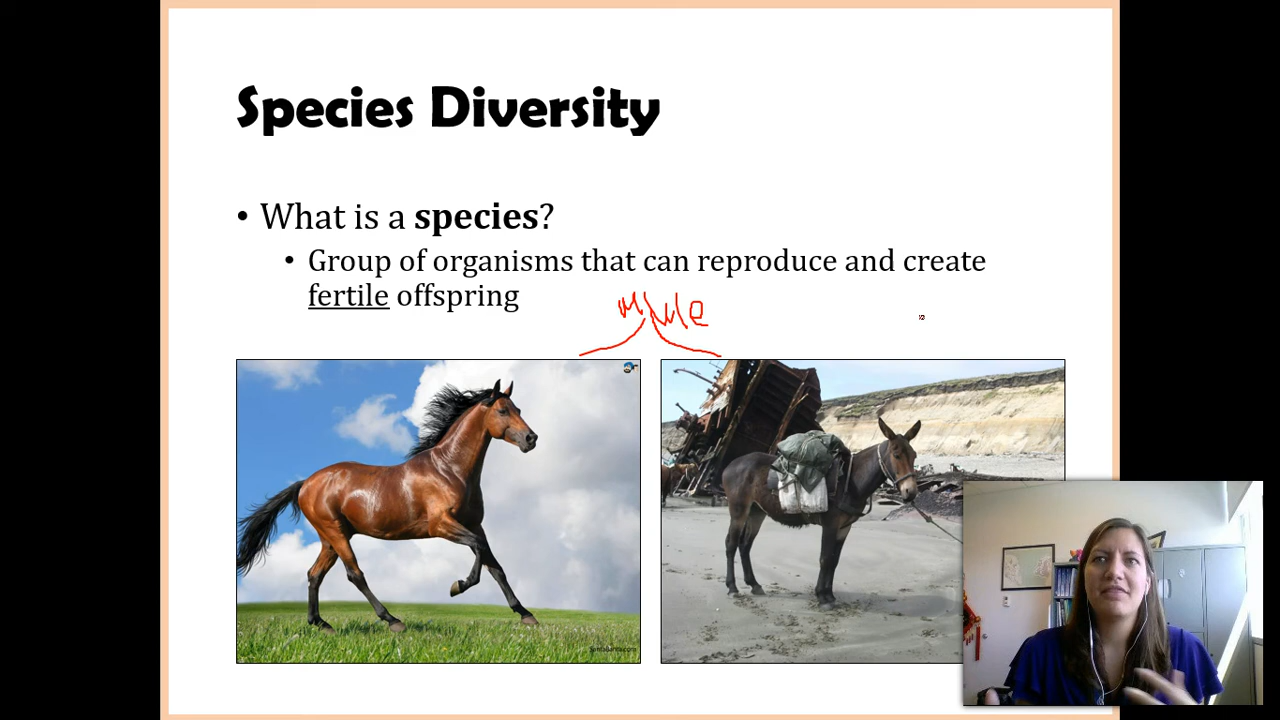 Species Diversity
• What is a species?
• Group of organisms that can reproduce and create
fertile offspring
Mule